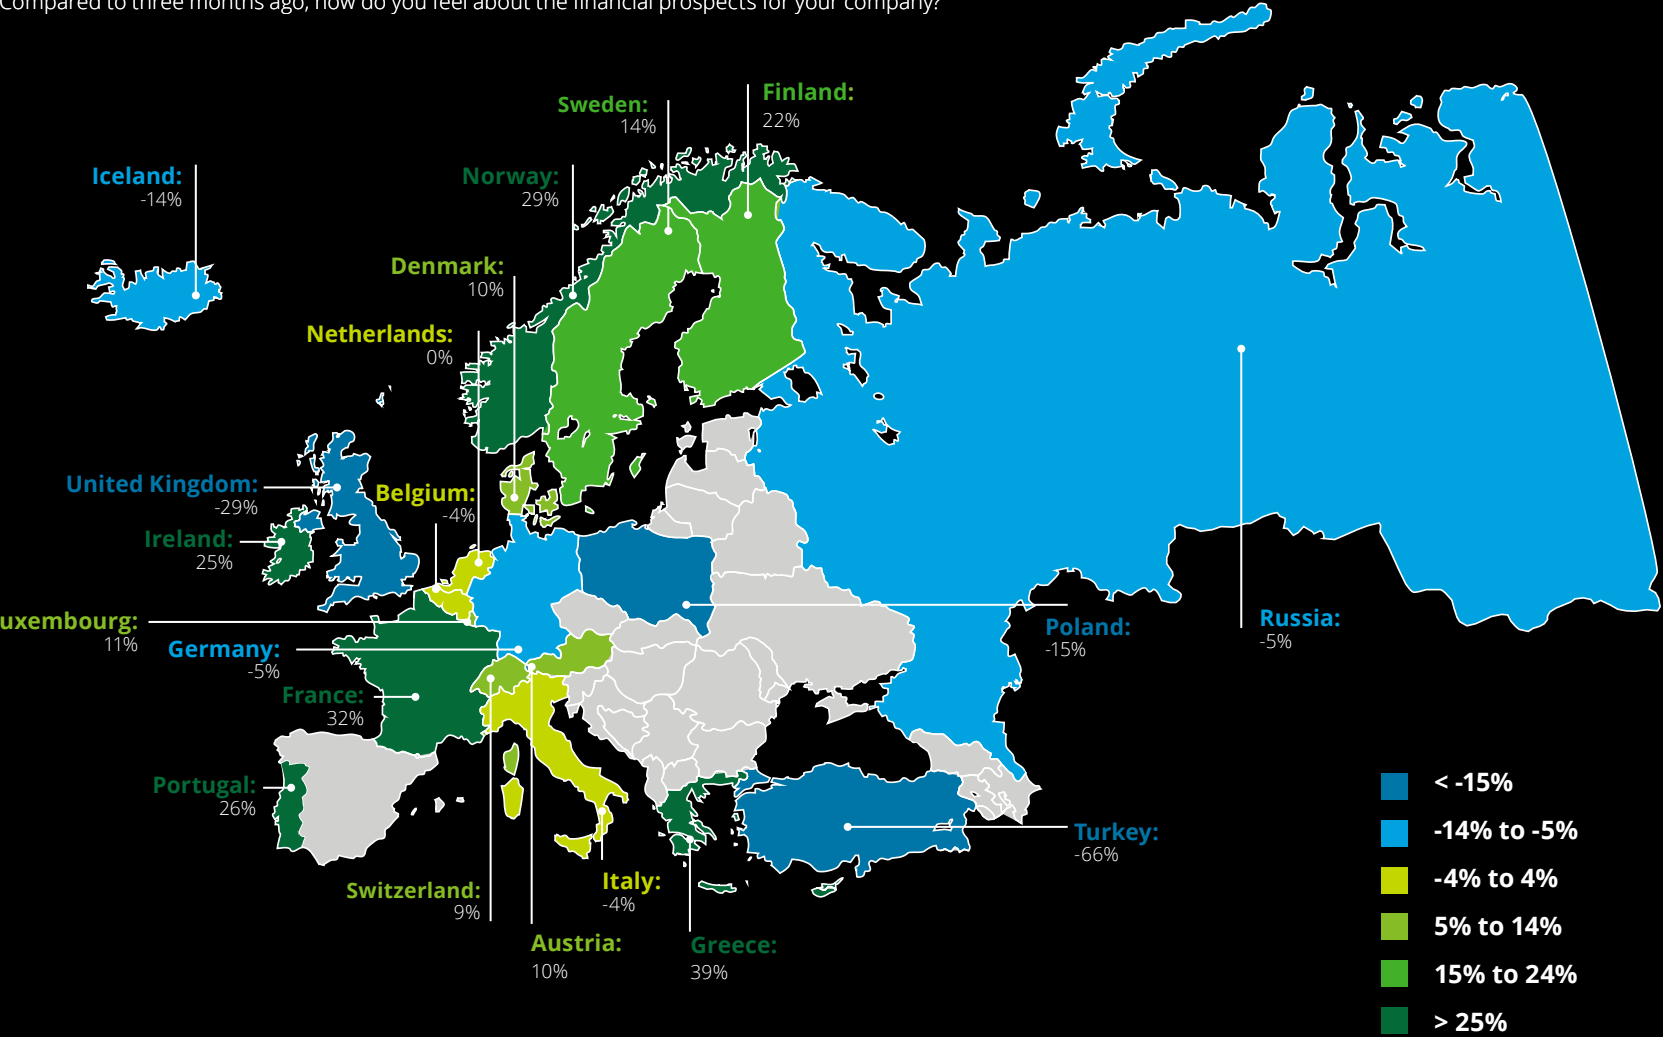 Compared to three months ago, how do you feel about the financial prospects for your company?
Finland:
22%
Sweden:
14%
Iceland:
-14%
Norway:
29%
Denmark:
10%
Netherlands:
0%
United Kingdom:
-29%
Belgium:
-4%
Ireland:
25%
uxembourg:
11%
Germany:
-5%
France:
32%
Portugal:
26%
Switzerland:
9%
Austria:
10%
Italy:
-4%
Greece:
39%
Poland:
-15%
Turkey:
-66%
Russia:
-5%
< -15%
-14% to -5%
-4% to 4%
5% to 14%
15% to 24%
> 25%